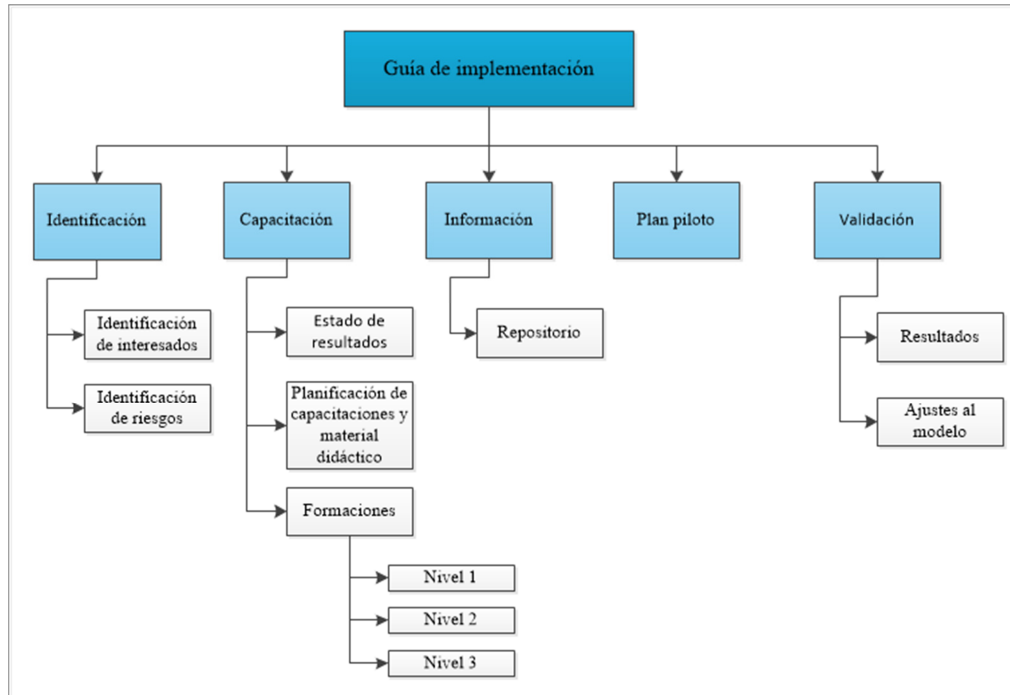 Guía de implementación
Identificación
Capacitación
Información
Plan piloto
Validación
Identificación
de interesados
Identificación
de riesgos
Estado de
resultados
Planificación de
capacitaciones y
material
didáctico
Formaciones
Nivel 1
Nivel 2
Nivel 3
Repositorio
Resultados
Ajustes al
modelo